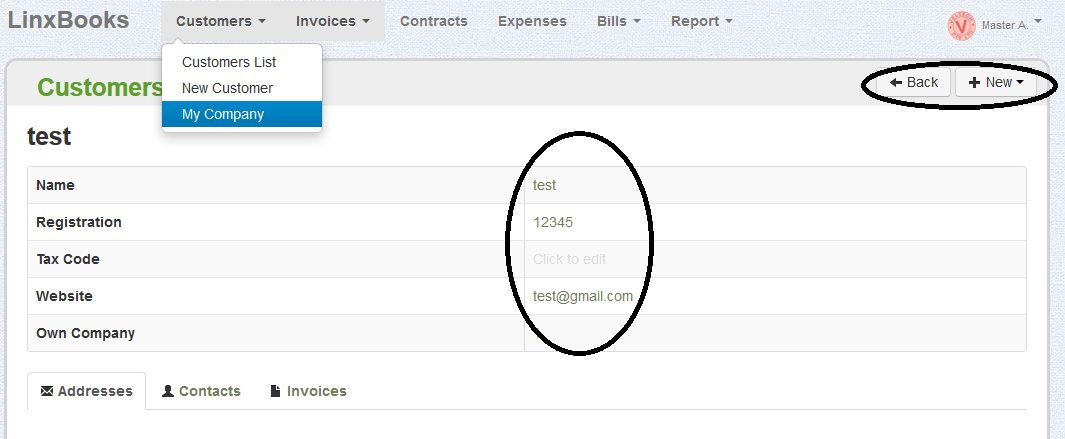 LinxBooks Customers Invoices Contracts Expenses Bills Report Master A.
Customers List
New Customer
My Company
Customers Back New
test
Name test
Registration 12345
Tax Code Click to edit
Website test@gmail.com
Own Company
Addresses Contacts Invoices